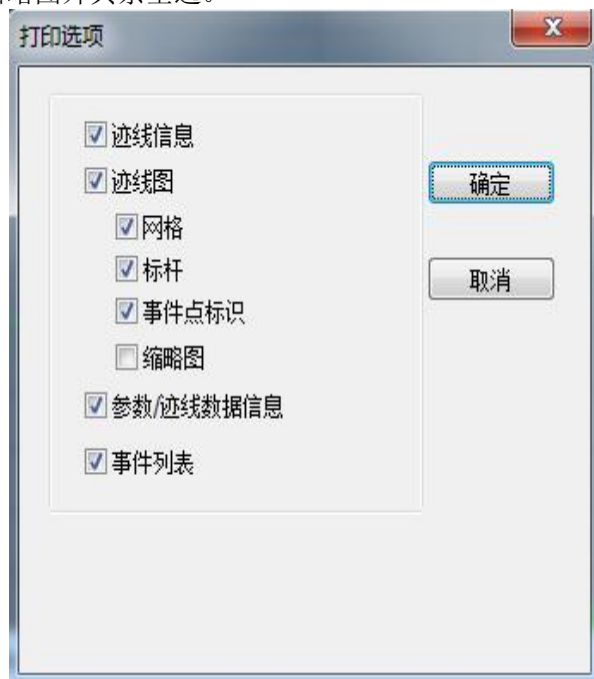 打印选项
迹线信息
迹线图
网格
标杆
事件点标识
缩略图
参数/迹线数据信息
事件列表
确定
取消